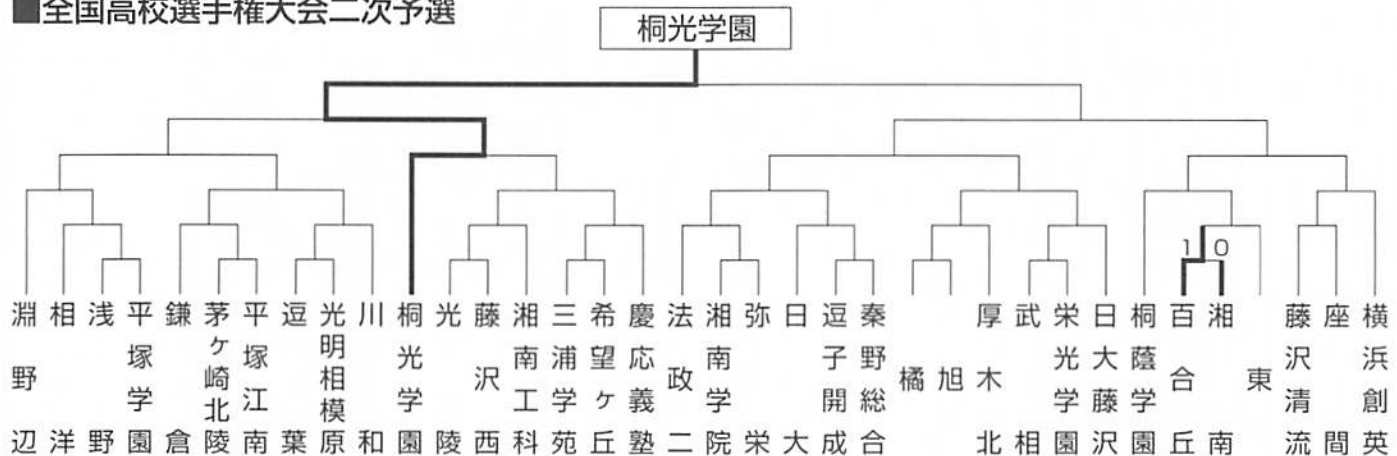 ■全国高校選手権大会二次予選
桐光学園
1 0
淵野辺
相洋
浅野
平塚学園
鎌倉
茅ヶ崎北陵
平塚江南
逗葉
光明相模原
川和
桐光学園
光陵
藤沢西
湘南工科
三浦学苑
希望ヶ丘
慶応義塾
法政二
湘南学院
弥栄
日大
逗子開成
秦野総合
橘
旭
厚木北
武相
栄光学園
日大藤沢
桐蔭学園
百合丘
湘南
東
藤沢清流
座間
横浜創英